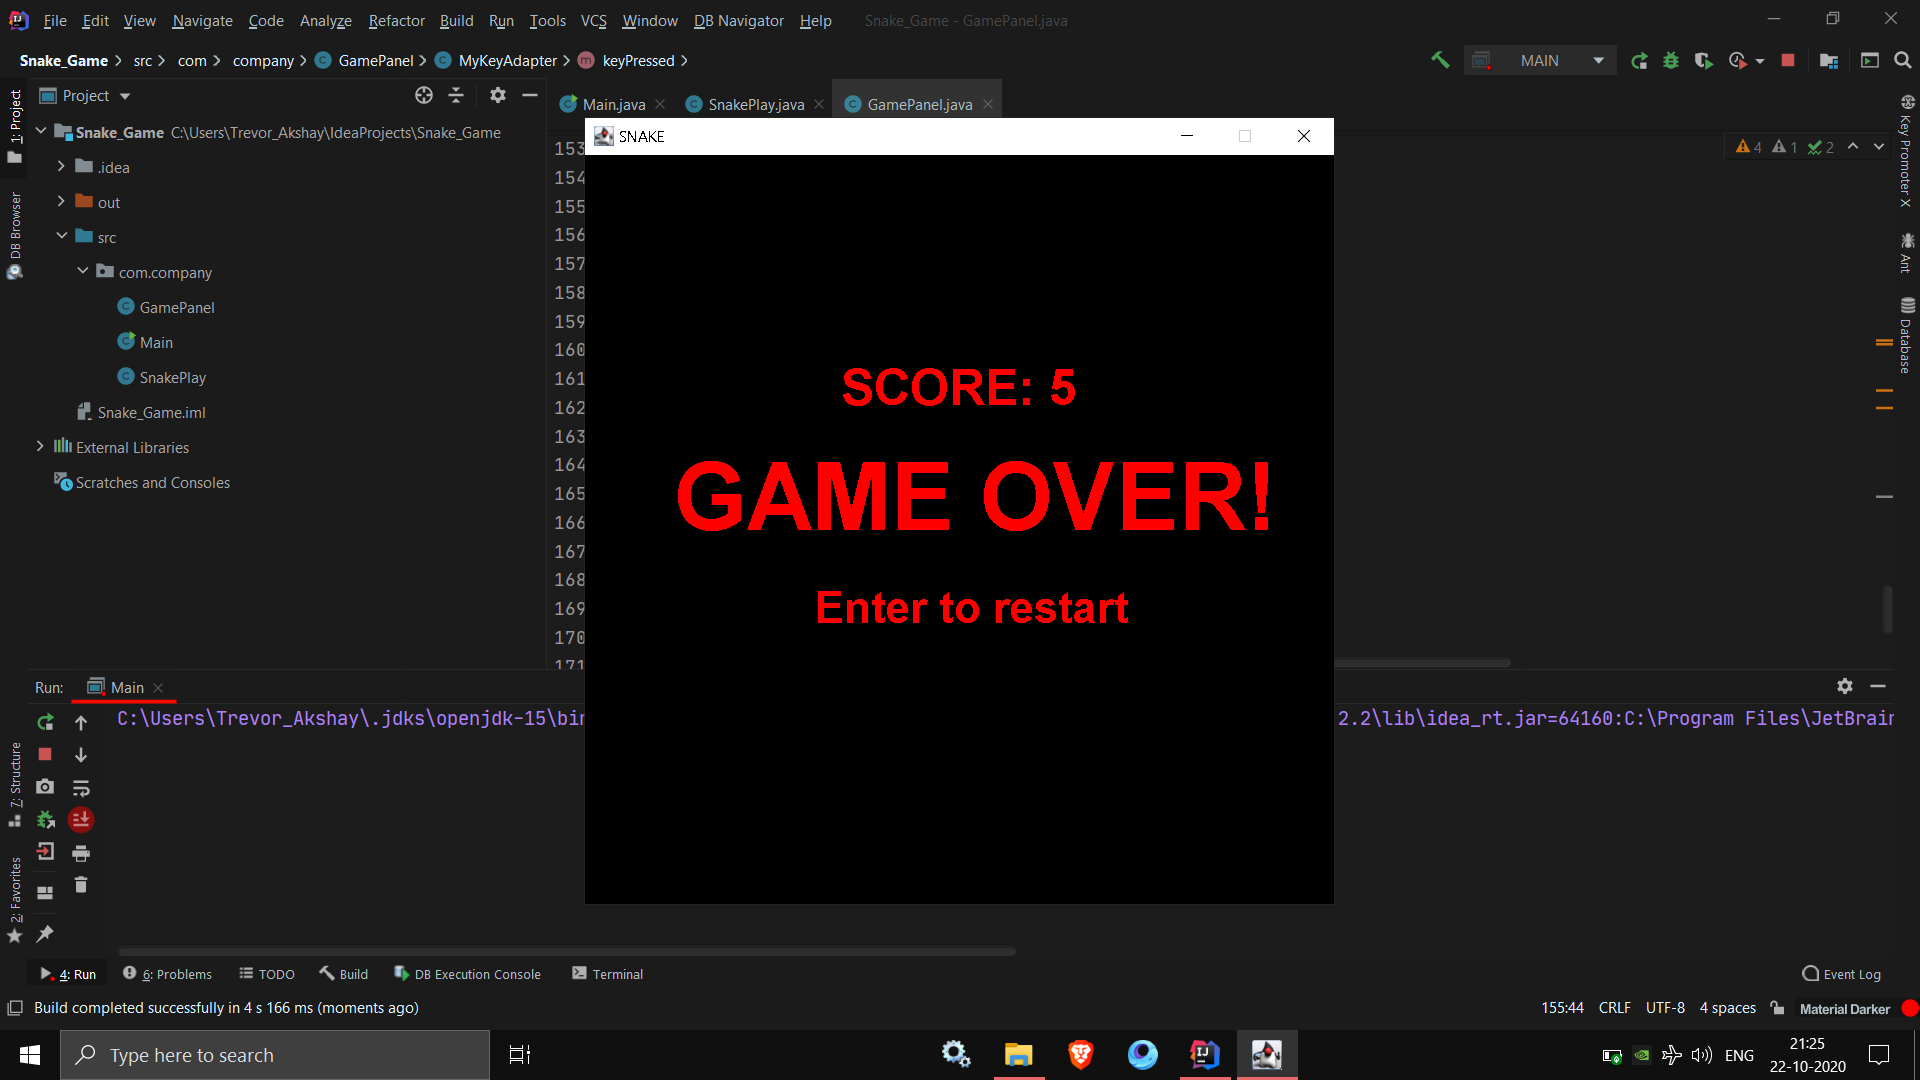 File Edit View Navigate Code Analyze Refactor Build Run Tools VCS Window DB Navigator Help Snake_Game - GamePanel.java
Snake_Game src com company GamePanel MyKeyAdapter keyPressed MAIN
Project
Main.java SnakePlay.java GamePanel.java
Snake_Game C:\Users\Trevor_Akshay\IdeaProjects\Snake_Game
.idea
out
src
com.company
GamePanel
Main
SnakePlay
Snake_Game.iml
External Libraries
Scratches and Consoles
1: Project
DB Browser
7: Structure
2: Favorites
153
154
155
156
157
158
159
160
161
162
163
164
165
166
167
168
169
170
171
SNAKE
SCORE: 5
GAME OVER!
Enter to restart
4 1 2
Key Promoter X
Ant
Database
Run: Main
C:\Users\Trevor_Akshay\.jdks\openjdk-15\bin 2.2\lib\idea_rt.jar=64160:C:\Program Files\JetBrain
4: Run 6: Problems TODO Build DB Execution Console Terminal Event Log
Build completed successfully in 4 s 166 ms (moments ago) 155:44 CRLF UTF-8 4 spaces Material Darker
Type here to search
ENG
21:25
22-10-2020